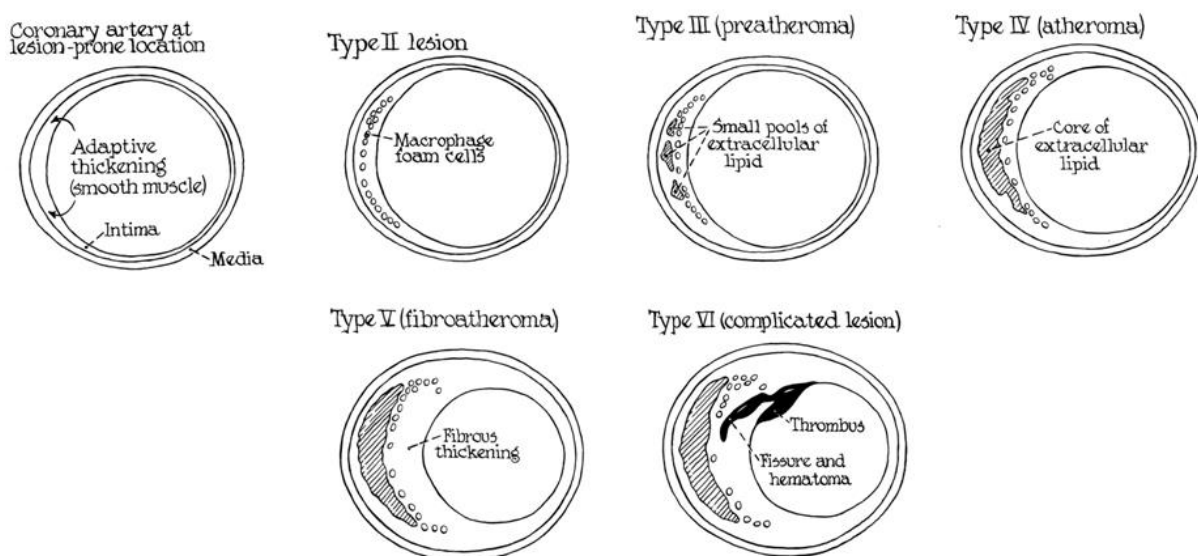 Coronary artery at
lesion-prone location
Adaptive
thickening
(smooth muscle)
Intima
Media
Type II lesion
Macrophage
foam cells
Type III (preatheroma)
Small pools of
extracellular
lipid
Type IV (atheroma)
Core of
extracellular
lipid
Type V (fibroatheroma)
Fibrous
thickening
Type VI (complicated lesion)
Thrombus
Fissure and
hematoma